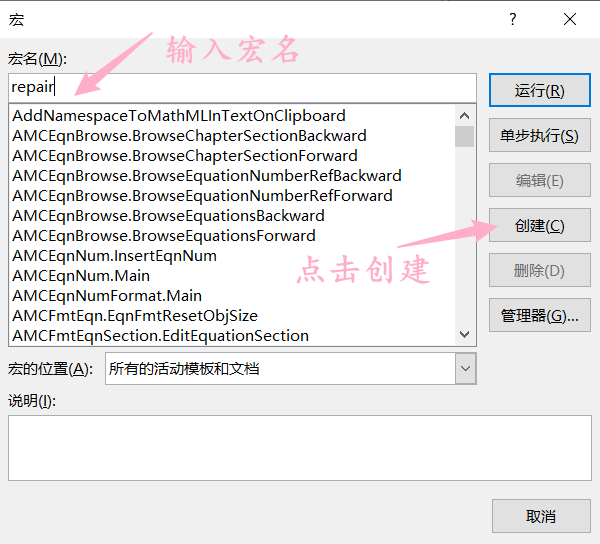 宏
?
输入宏名
宏名(M):
repair
运行(R)
AddNamespaceToMathMLInTextOnClipboard
AMCEqnBrowse.BrowseChapterSectionBackward
单步执行(S)
AMCEqnBrowse.BrowseChapterSectionForward
AMCEqnBrowse.BrowseEquationNumberRefBackward
编辑(E)
AMCEqnBrowse.BrowseEquationNumberRefForward
AMCEqnBrowse.BrowseEquationsBackward
创建(C)
AMCEqnBrowse.BrowseEquationsForward
AMCEqnNum.InsertEqnNum
点击创建
AMCEqnNum.Main
删除(D)
AMCEqnNumFormat.Main
AMCFmtEqn.EqnFmtResetObjSize
管理器(G)...
AMCFmtEqnSection.EditEquationSection
宏的位置(A):
所有的活动模板和文档
说明(I):
取消